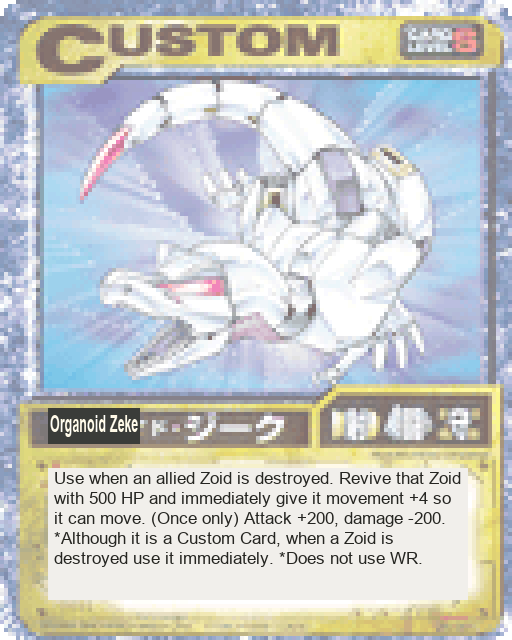 CUSTOM
CARD LEVEL S
Organoid Zeke ド・ジーク
Use when an allied Zoid is destroyed. Revive that Zoid
with 500 HP and immediately give it movement +4 so
it can move. (Once only) Attack +200, damage -200.
*Although it is a Custom Card, when a Zoid is
destroyed use it immediately. *Does not use WR.